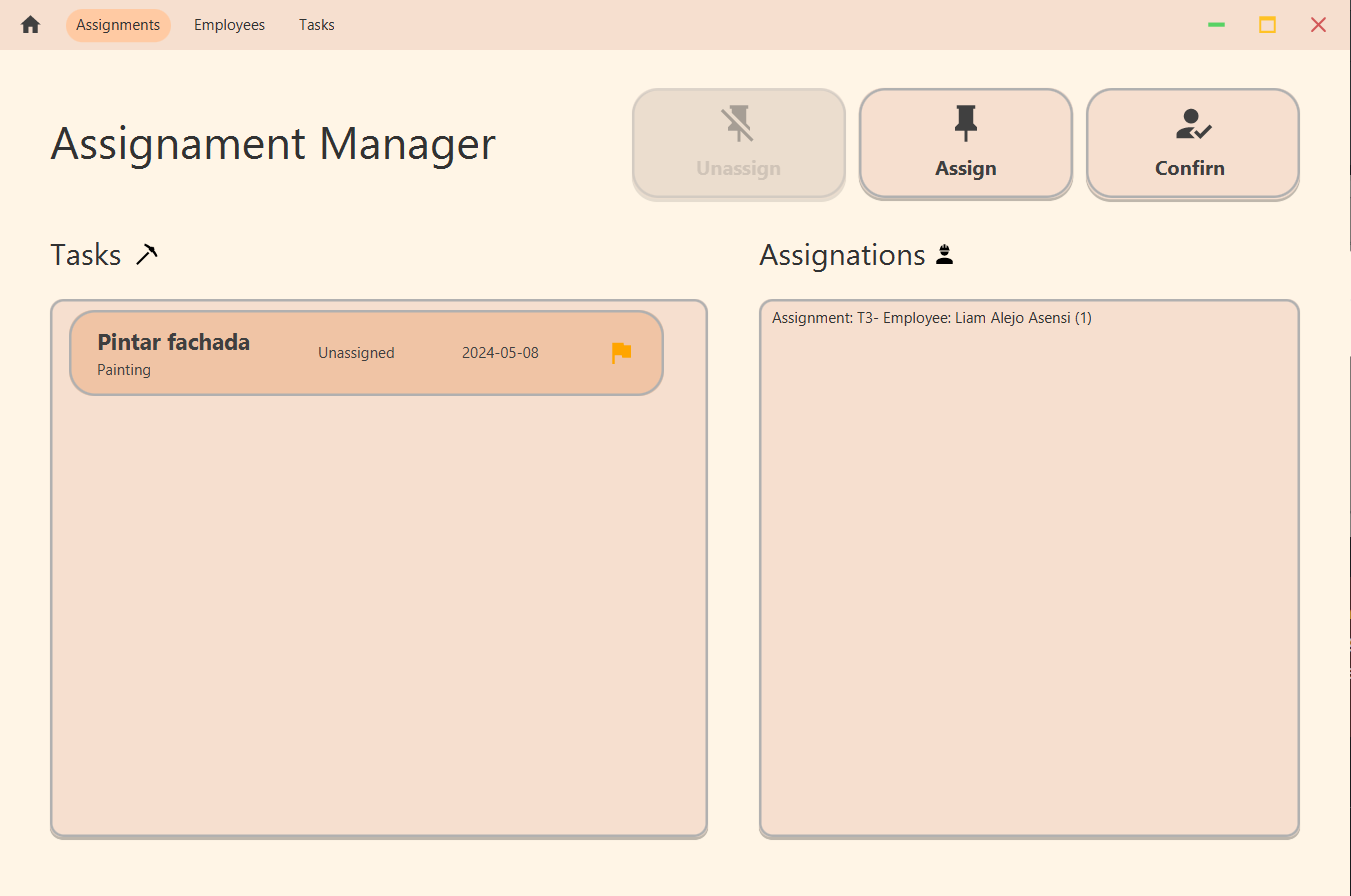 Assignments Employees Tasks
Assignament Manager
Unassign
Assign
Confirn
Tasks
Assignations
Pintar fachada
Painting
Unassigned
2024-05-08
Assignment: T3- Employee: Liam Alejo Asensi (1)